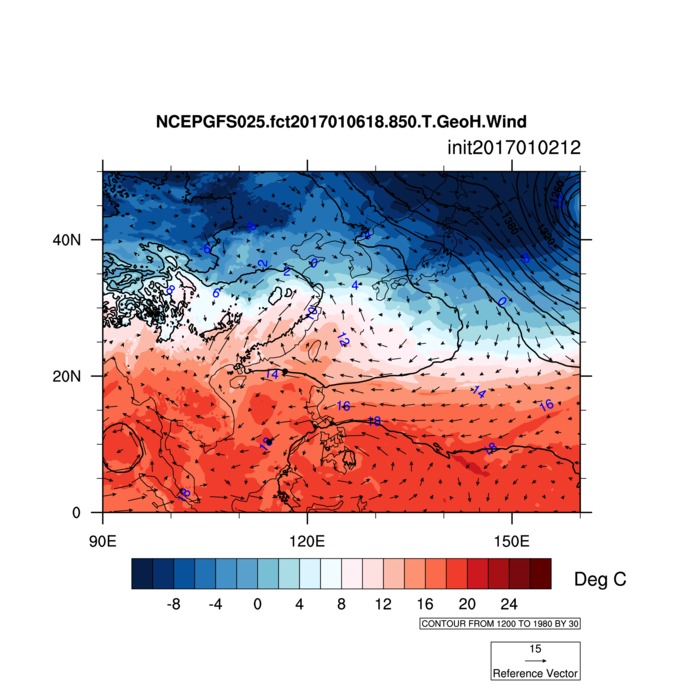 NCEPGFS025.fct2017010618.850.T.GeoH.Wind
init2017010212
40N
20N
0
90E 120E 150E
-8 -4 0 4 8 12 16 20 24
Deg C
CONTOUR FROM 1200 TO 1980 BY 30
15
Reference Vector